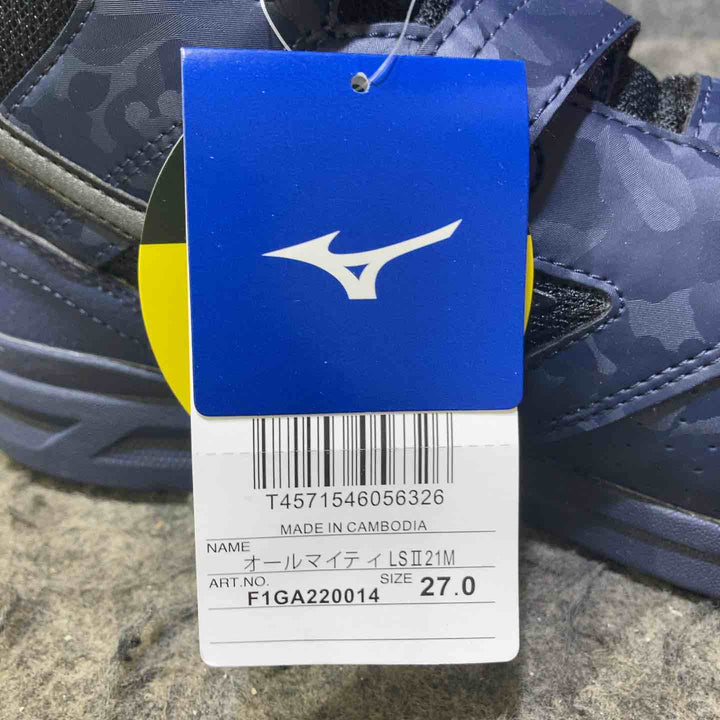 T4571546056326
MADE IN CAMBODIA
NAME オールマイティ LSⅡ21M
ART.NO. F1GA220014 SIZE 27.0